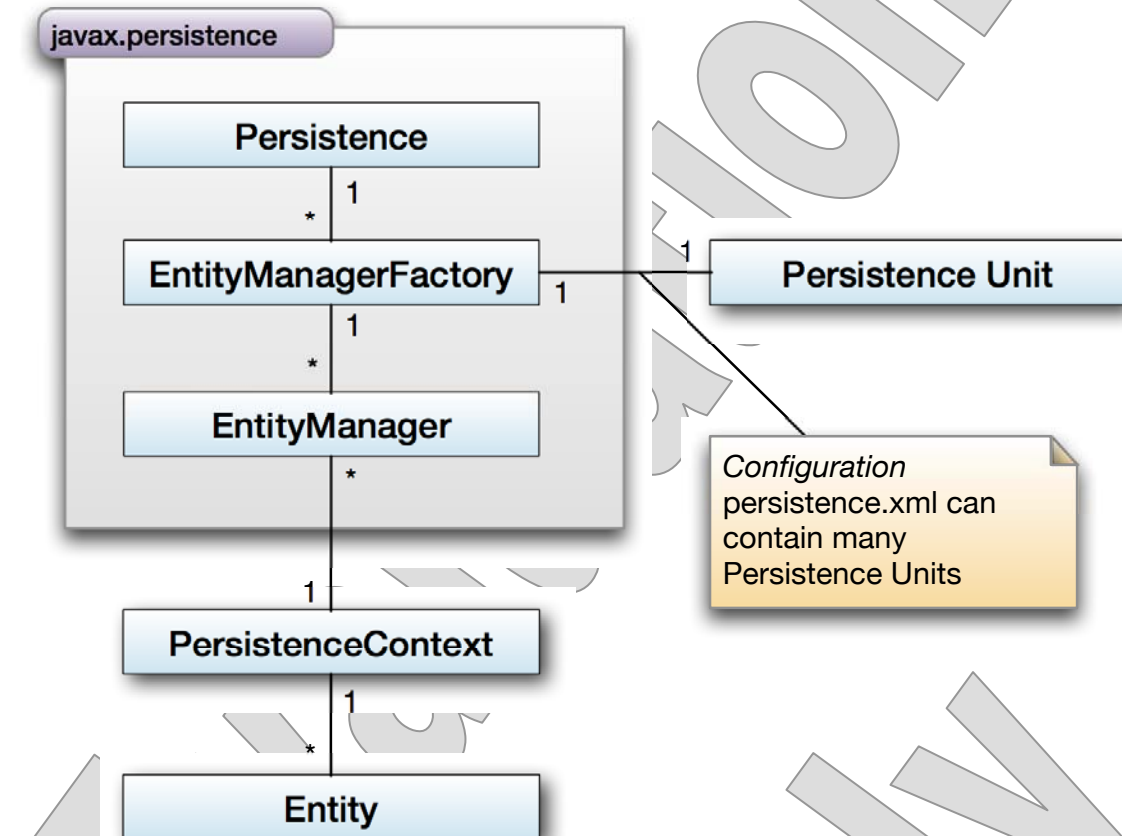 javax.persistence
Persistence
1
*
EntityManagerFactory
1
1
Persistence Unit
1
*
EntityManager
*
Configuration
persistence.xml can
contain many
Persistence Units
1
PersistenceContext
1
*
Entity